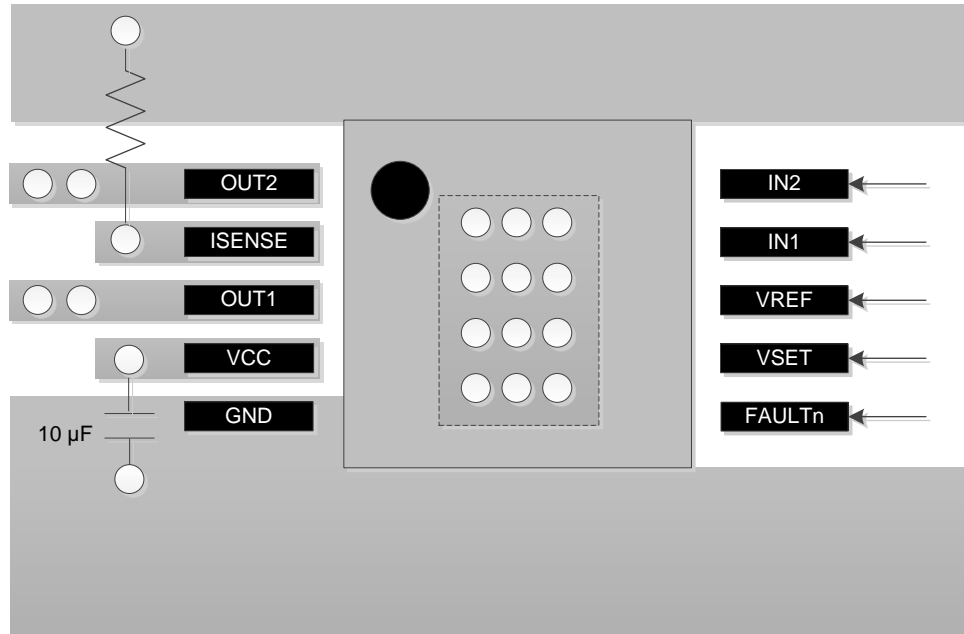 OUT2
ISENSE
OUT1
VCC
GND
10 µF
IN2
IN1
VREF
VSET
FAULTn